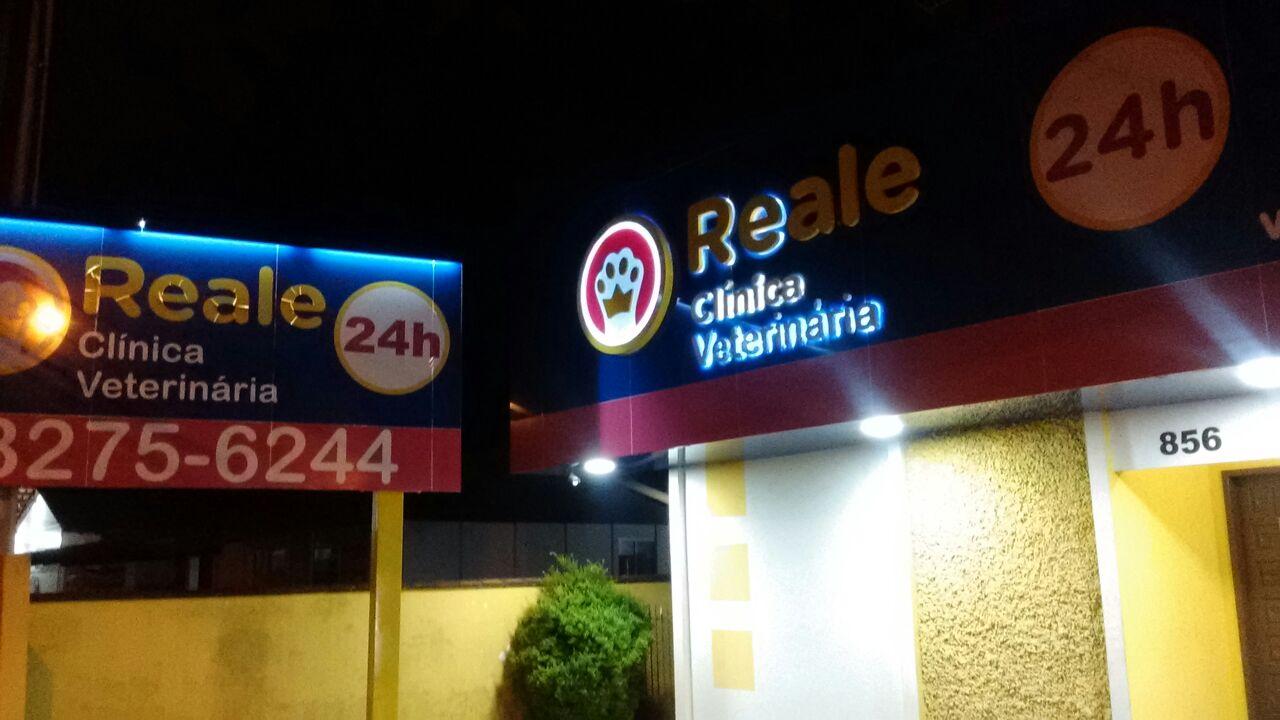 Reale
Clínica
Veterinária
24h
3275-6244
Reale
Clínica
Veterinária
24h
856